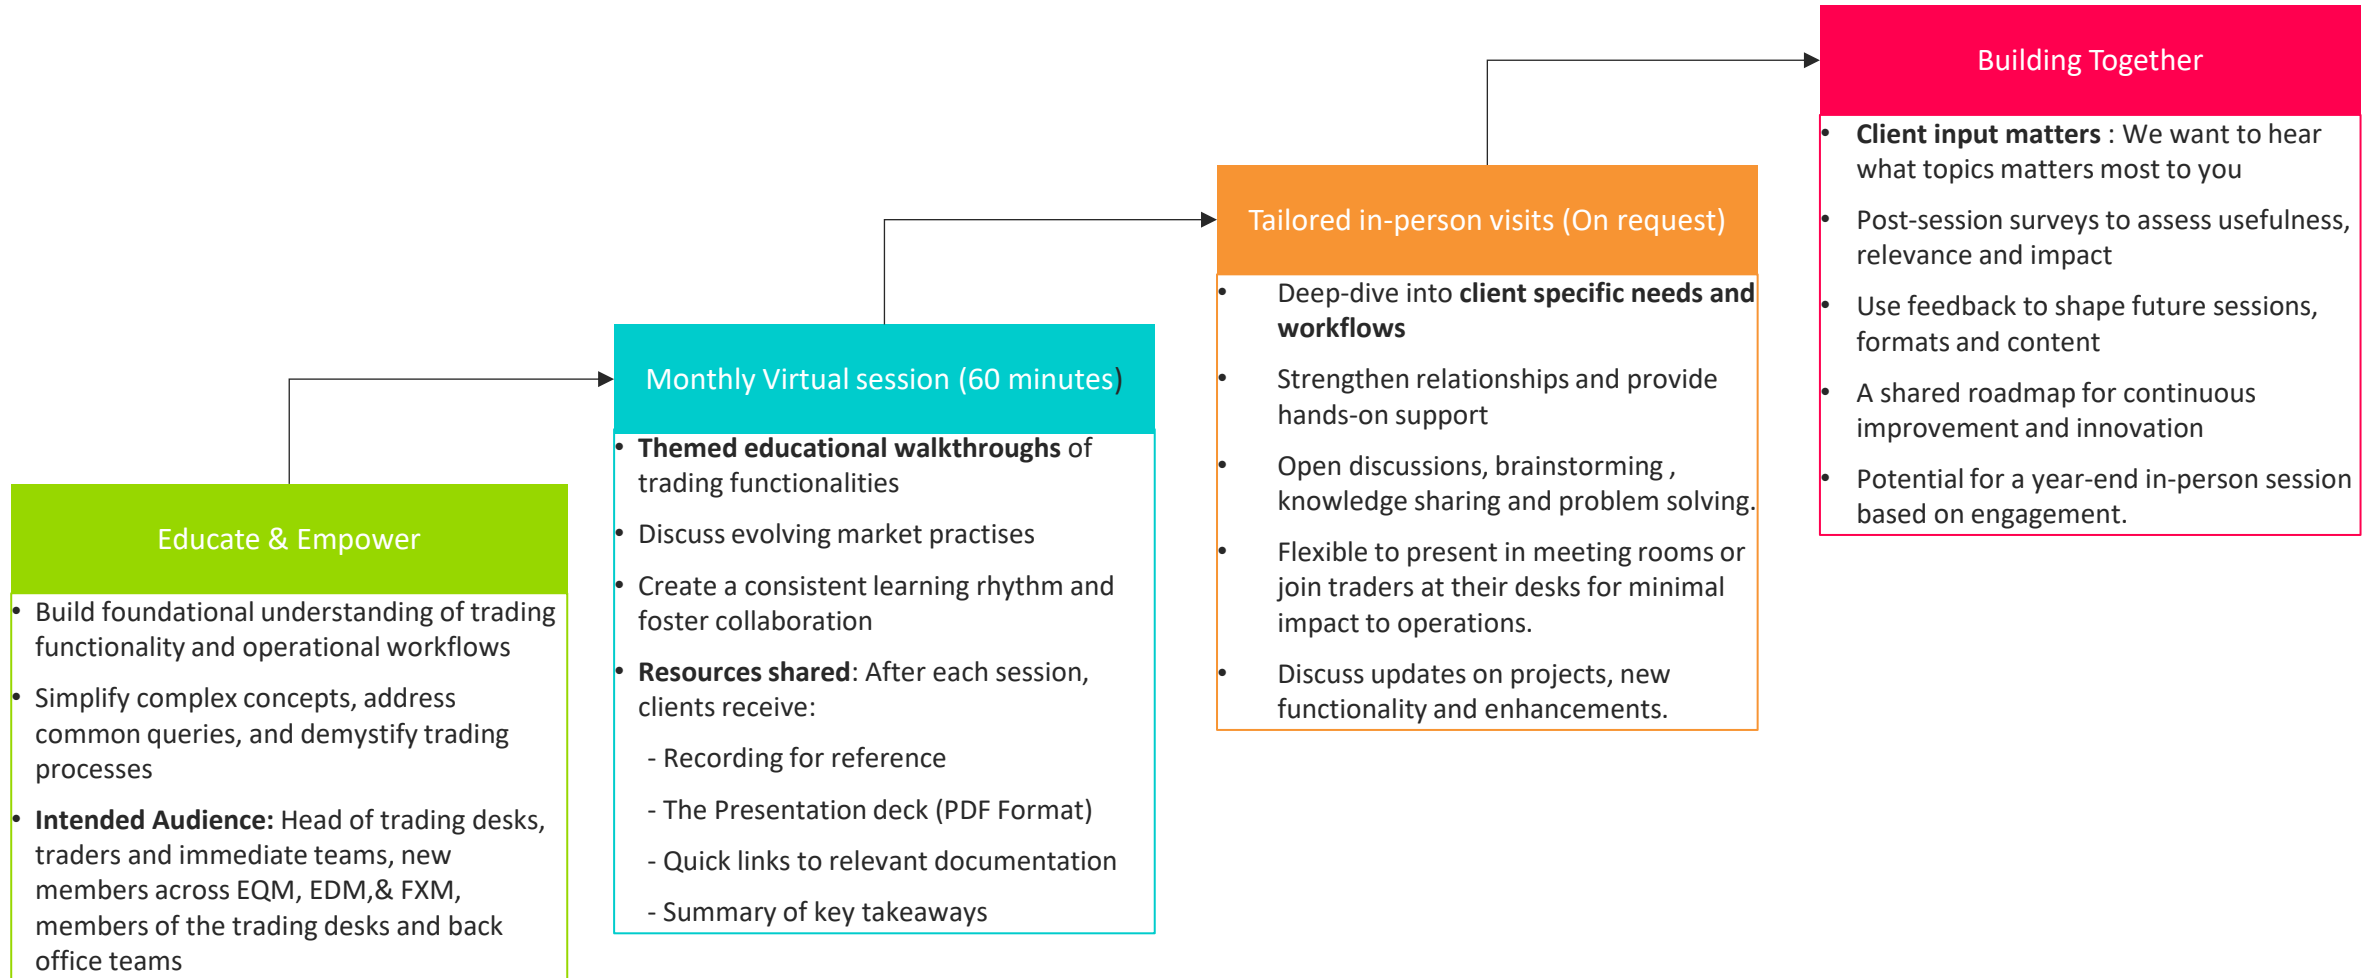 Educate & Empower
• Build foundational understanding of trading
functionality and operational workflows
• Simplify complex concepts, address
common queries, and demystify trading
processes
• Intended Audience: Head of trading desks,
traders and immediate teams, new
members across EQM, EDM,& FXM,
members of the trading desks and back
office teams
Monthly Virtual session (60 minutes)
• Themed educational walkthroughs of
trading functionalities
• Discuss evolving market practises
• Create a consistent learning rhythm and
foster collaboration
• Resources shared: After each session,
clients receive:
- Recording for reference
- The Presentation deck (PDF Format)
- Quick links to relevant documentation
- Summary of key takeaways
Tailored in-person visits (On request)
• Deep-dive into client specific needs and
workflows
• Strengthen relationships and provide
hands-on support
• Open discussions, brainstorming ,
knowledge sharing and problem solving.
• Flexible to present in meeting rooms or
join traders at their desks for minimal
impact to operations.
• Discuss updates on projects, new
functionality and enhancements.
Building Together
• Client input matters : We want to hear
what topics matters most to you
• Post-session surveys to assess usefulness,
relevance and impact
• Use feedback to shape future sessions,
formats and content
• A shared roadmap for continuous
improvement and innovation
• Potential for a year-end in-person session
based on engagement.